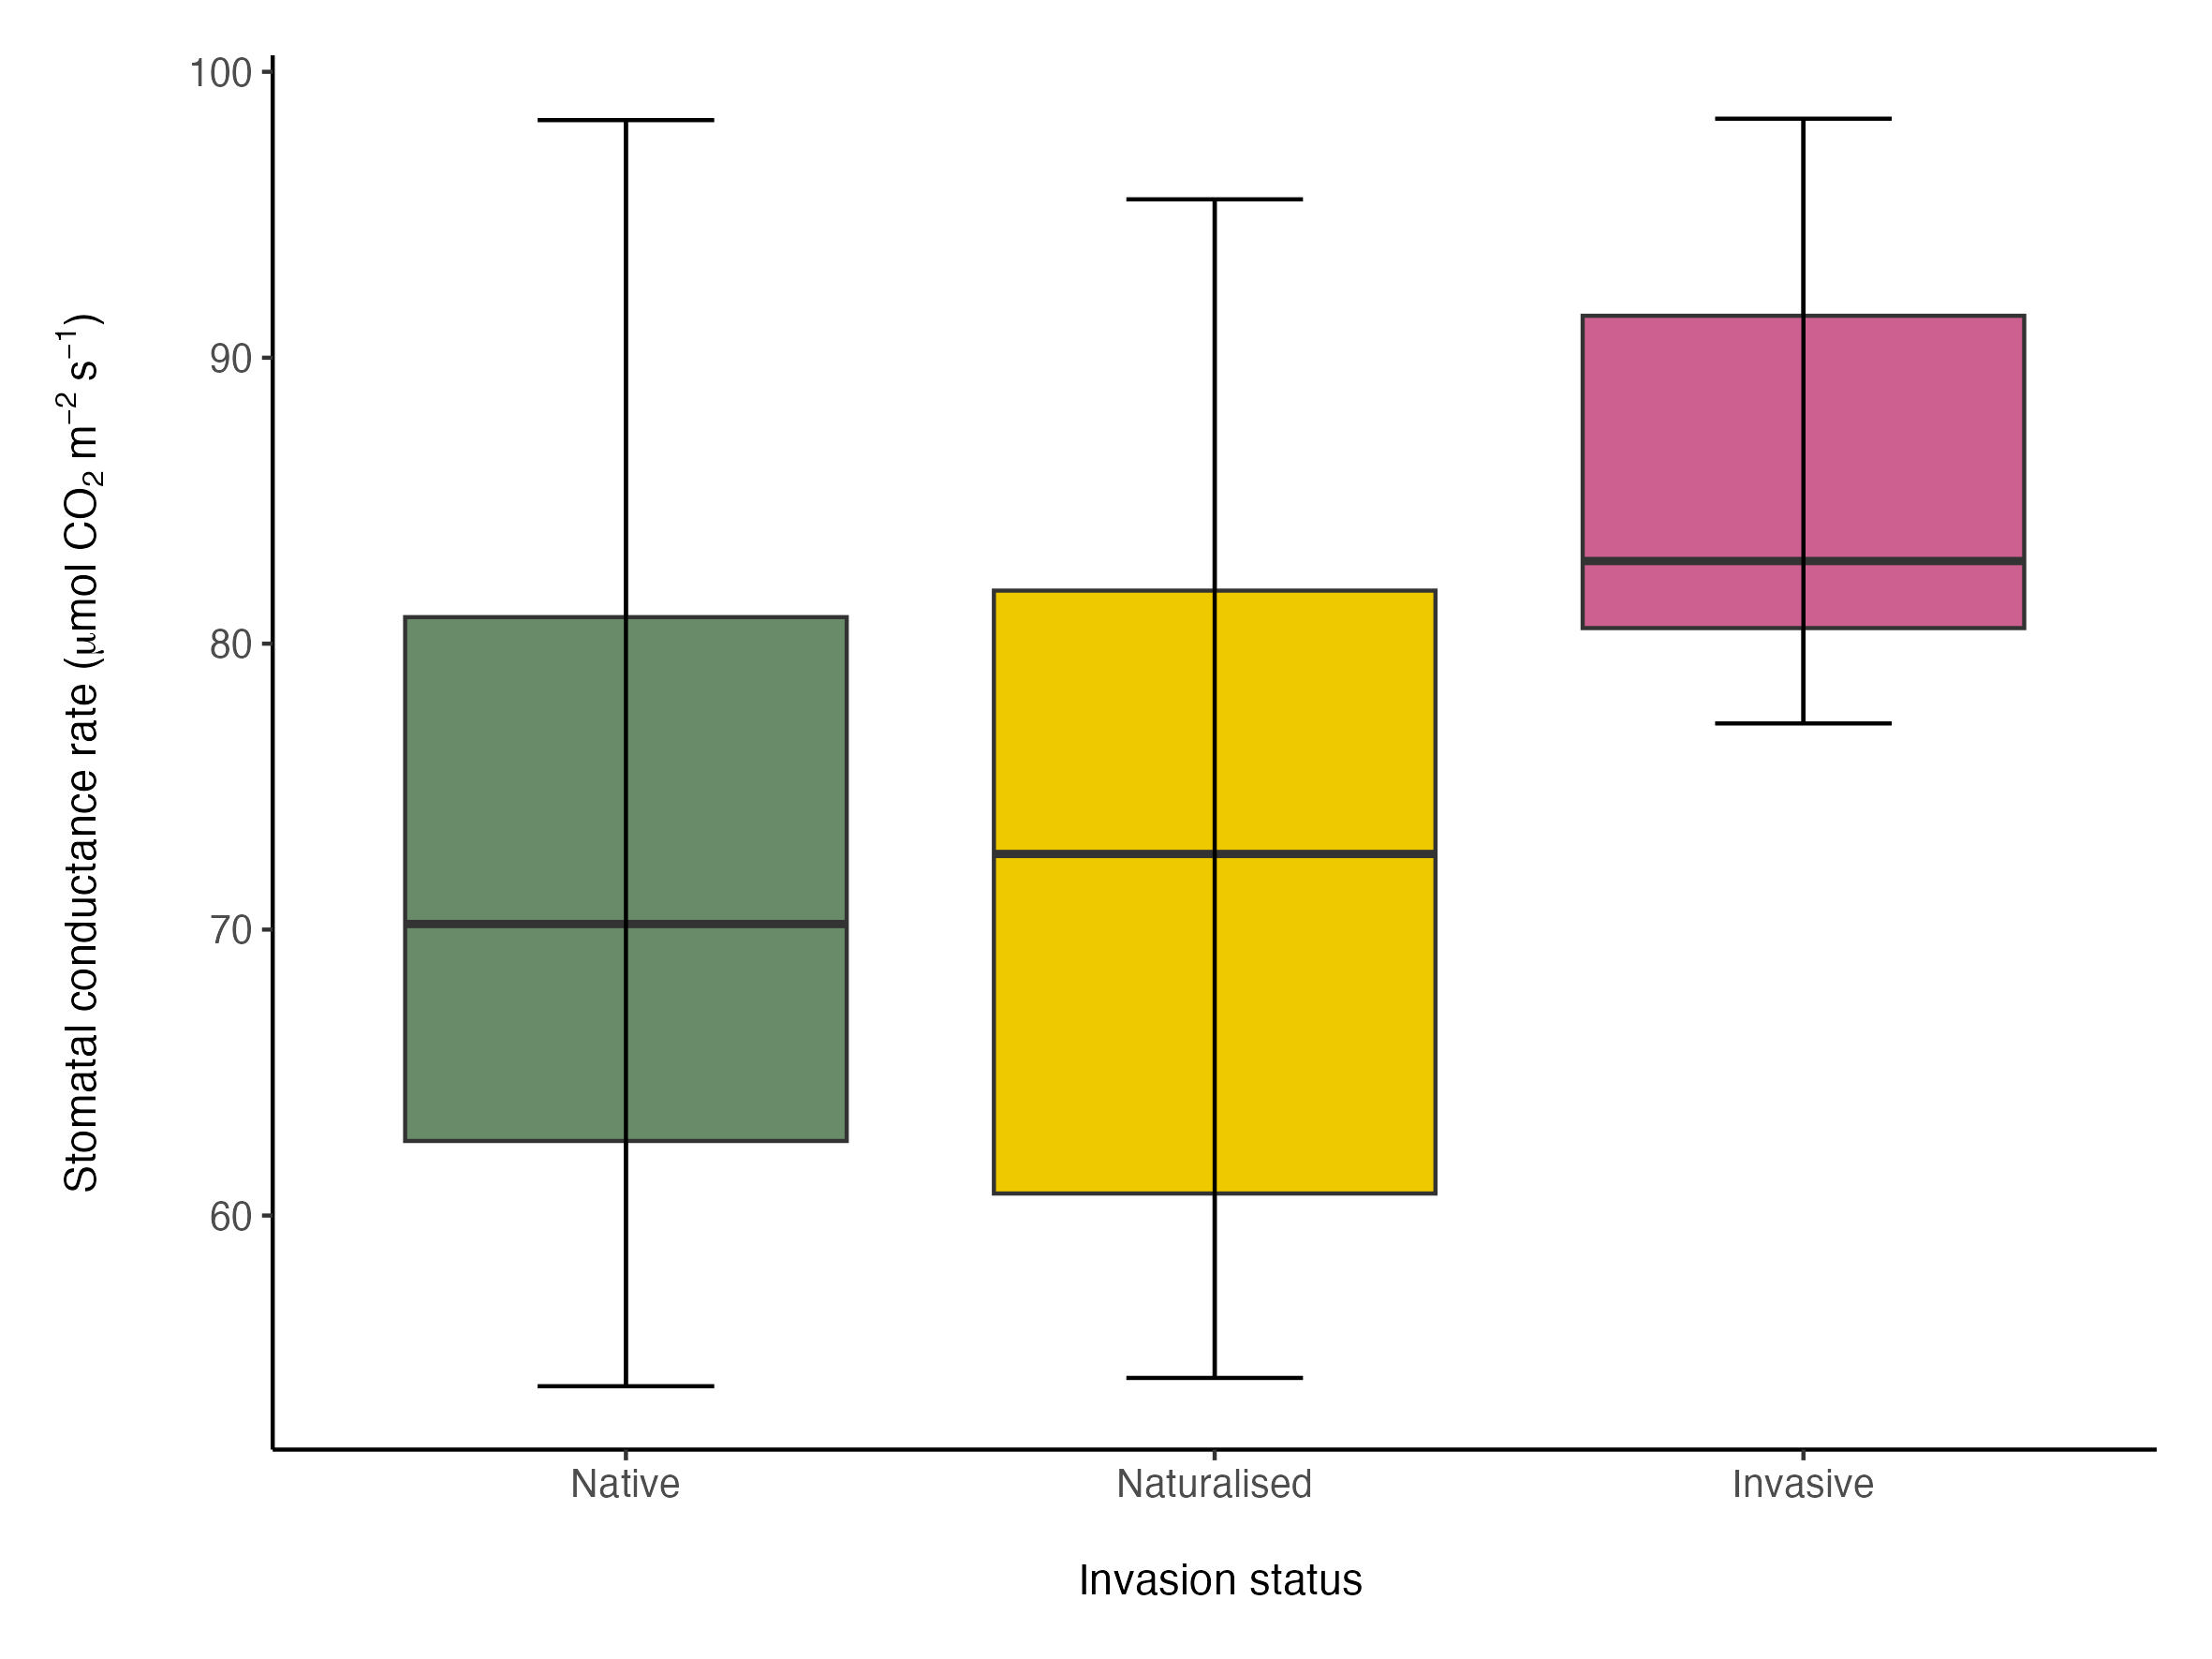 Stomatal conductance rate (μmol CO₂ m⁻² s⁻¹)
100
90
80
70
60
Native
Naturalised
Invasive
Invasion status